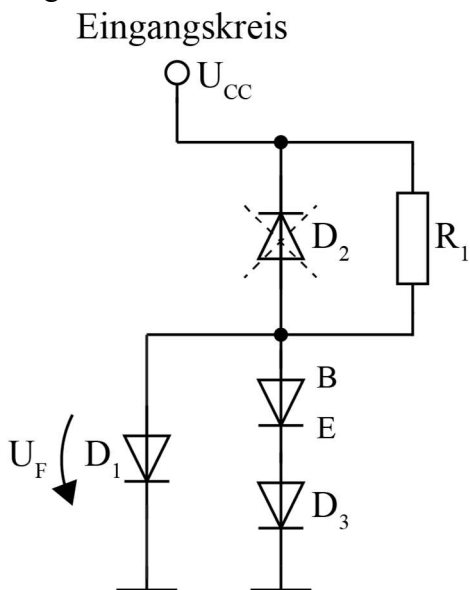 Eingangskreis
U_CC
D_2
R_1
B
E
U_F D_1
D_3